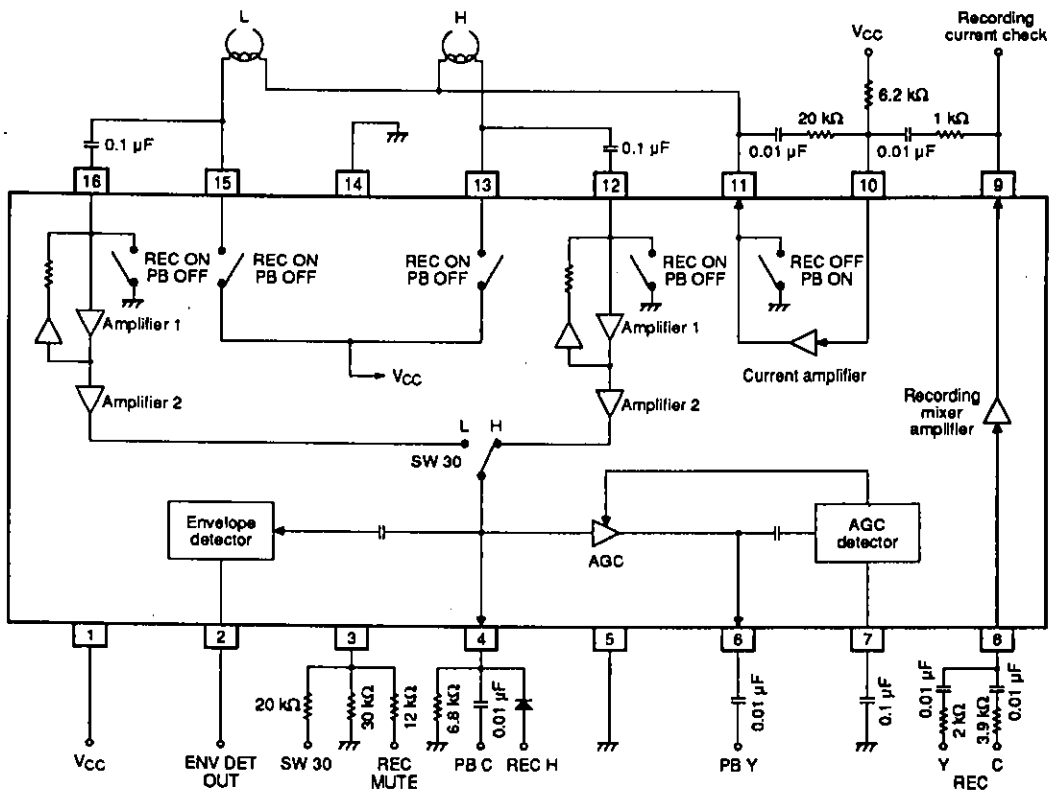 L
H
VCC
Recording
current check
6.2 kΩ
20 kΩ
1 kΩ
0.1 µF
0.1 µF
0.01 µF
0.01 µF
16
15
14
13
12
11
10
9
REC ON
PB OFF
REC ON
PB OFF
REC ON
PB OFF
REC ON
PB OFF
REC OFF
PB ON
Amplifier 1
Amplifier 1
Current amplifier
VCC
Amplifier 2
Amplifier 2
Recording
mixer
amplifier
L
H
SW 30
Envelope
detector
AGC
AGC
detector
1
2
3
4
5
6
7
8
20 kΩ
30 kΩ
12 kΩ
6.8 kΩ
0.01 µF
0.01 µF
0.1 µF
0.01 µF
2 kΩ
3.9 kΩ
0.01 µF
VCC
ENV DET
OUT
SW 30
REC
MUTE
PB C
REC H
PB Y
Y
C
REC